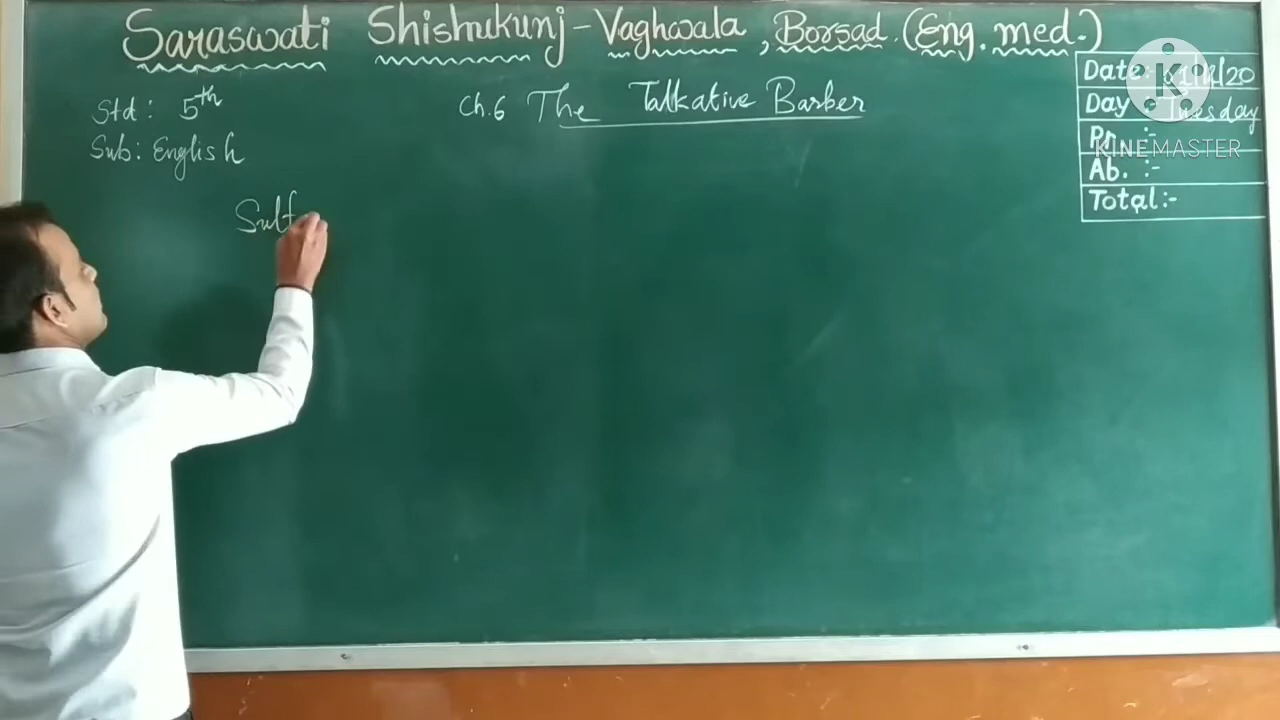 Saraswati Shishukunj - Vaghwala, Borsad. (Eng. med.)
Std: 5th
Sub: English
Ch.6 The Talkative Barber
Date: /20
Day :- Tuesday
Pr. :-
Ab. :-
Total:-
K
KINEMASTER
Sult